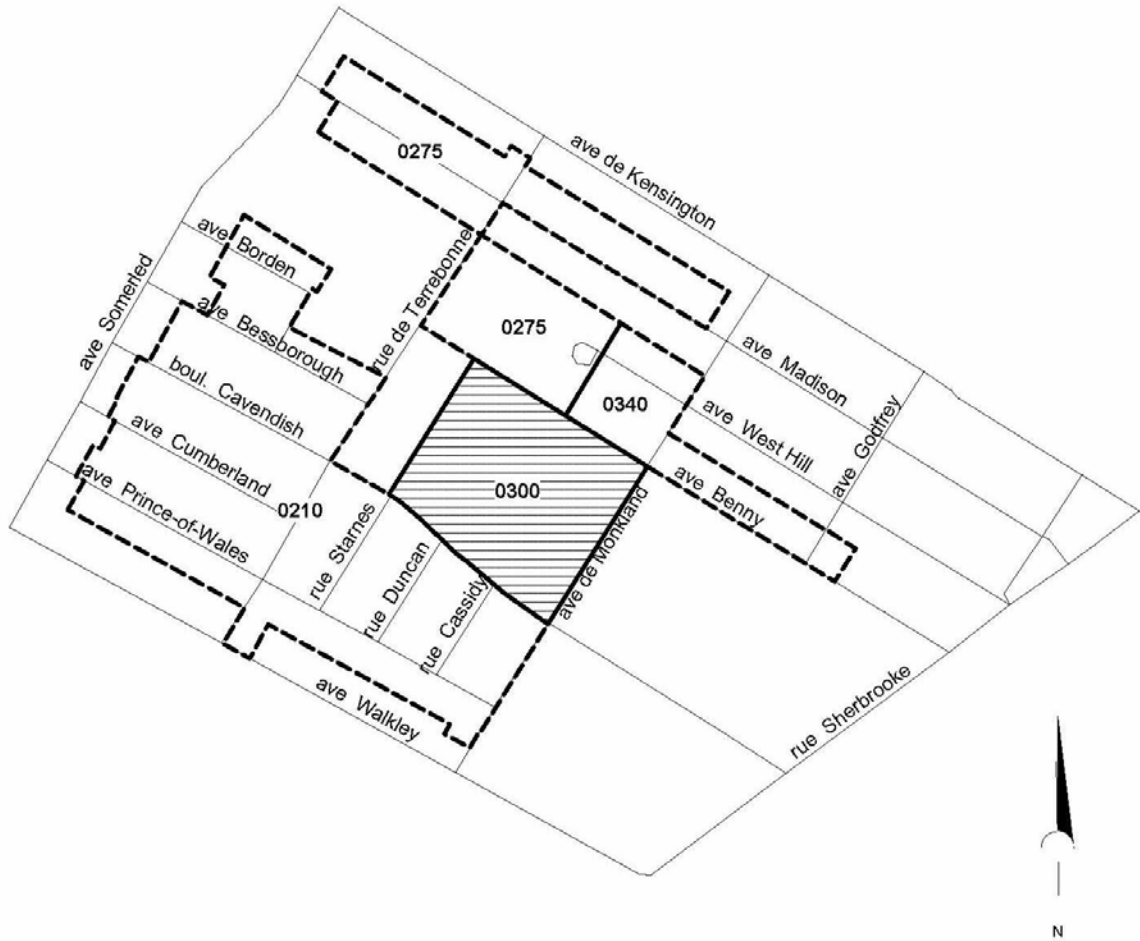 ave de Kensington
0275
ave Borden
rue de Terrebonne
ave Somerled
ave Bessborough
0275
boul. Cavendish
ave Madison
0340
ave Cumberland
ave West Hill
ave Godfrey
0300
ave Benny
ave Prince-of-Wales
0210
rue Starnes
ave de Monkland
rue Duncan
rue Cassidy
ave Walkley
rue Sherbrooke
N